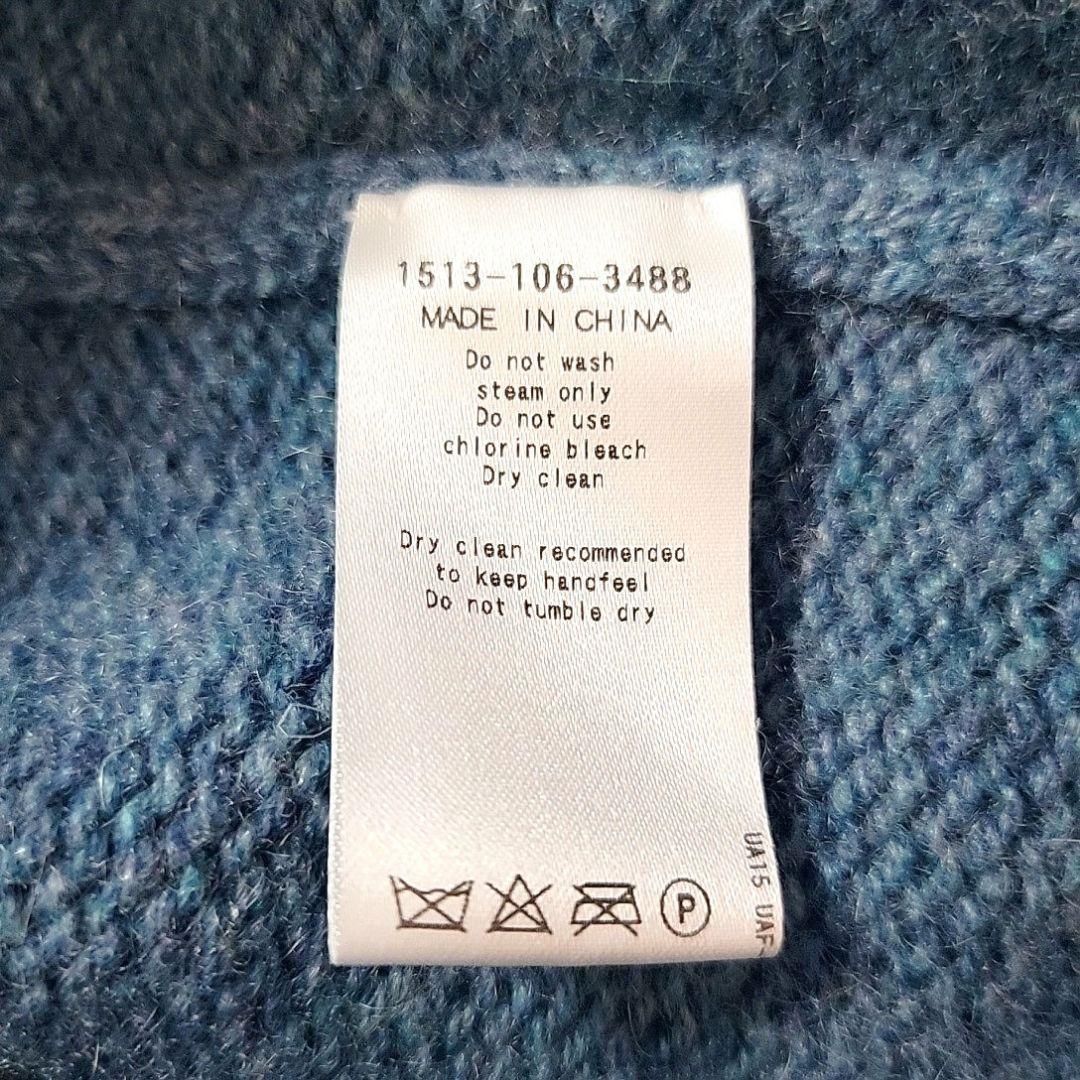 1513-106-3488
MADE IN CHINA
Do not wash
steam only
Do not use
chlorine bleach
Dry clean
Dry clean recommended
to keep handfeel
Do not tumble dry
P
UA15 UAF-